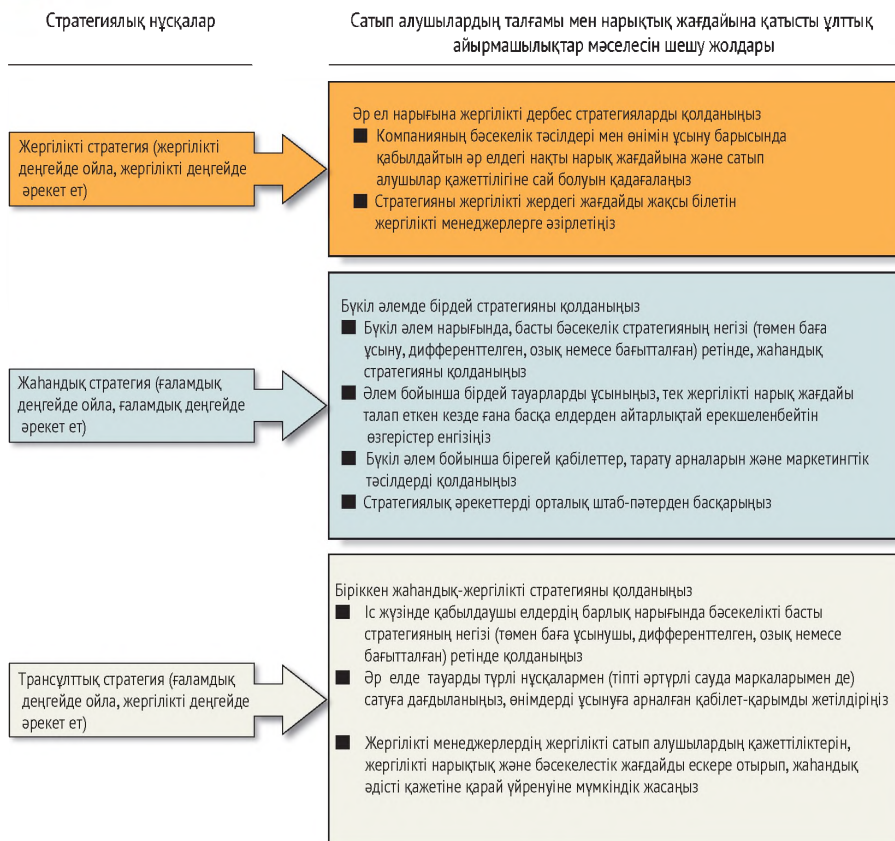 Стратегиялық нұсқалар
Сатып алушылардың талғамы мен нарықтық жағдайына қатысты ұлттық
айырмашылықтар мәселесін шешу жолдары
Жергілікті стратегия (жергілікті
деңгейде ойла, жергілікті деңгейде
әрекет ет)
Әр ел нарығына жергілікті дербес стратегияларды қолданыңыз
■ Компанияның бәсекелік тәсілдері мен өнімін ұсыну барысында
қабылдайтын әр елдегі нақты нарық жағдайына және сатып
алушылар қажеттілігіне сай болуын қадағалаңыз
■ Стратегияны жергілікті жердегі жағдайды жақсы білетін
жергілікті менеджерлерге әзірлетіңіз
Жаһандық стратегия (ғаламдық
деңгейде ойла, ғаламдық деңгейде
әрекет ет)
Бүкіл әлемде бірдей стратегияны қолданыңыз
■ Бүкіл әлем нарығында, басты бәсекелік стратегияның негізі (төмен баға
ұсыну, дифференттелген, озық немесе бағытталған) ретінде, жаһандық
стратегияны қолданыңыз
■ Әлем бойынша бірдей тауарларды ұсыныңыз, тек жергілікті нарық жағдайы
талап еткен кезде ғана басқа елдерден айтарлықтай ерекшеленбейтін
өзгерістер енгізіңіз
■ Бүкіл әлем бойынша бірегей қабілеттер, тарату арналарын және маркетингтік
тәсілдерді қолданыңыз
■ Стратегиялық әрекеттерді орталық штаб-пәтерден басқарыңыз
Трансұлттық стратегия (ғаламдық
деңгейде ойла, жергілікті деңгейде
әрекет ет)
Біріккен жаһандық-жергілікті стратегияны қолданыңыз
■ Іс жүзінде қабылдаушы елдердің барлық нарығында бәсекелікті басты
стратегияның негізі (төмен баға ұсынушы, дифференттелген, озық немесе
бағытталған) ретінде қолданыңыз
■ Әр елде тауарды түрлі нұсқалармен (тіпті әртүрлі сауда маркаларымен де)
сатуға дағдыланыңыз, өнімдерді ұсынуға арналған қабілет-қарымды жетілдіріңіз
■ Жергілікті менеджерлердің жергілікті сатып алушылардың қажеттіліктерін,
жергілікті нарықтық және бәсекелестік жағдайды ескере отырып, жаһандық
әдісті қажетіне қарай үйренуіне мүмкіндік жасаңыз